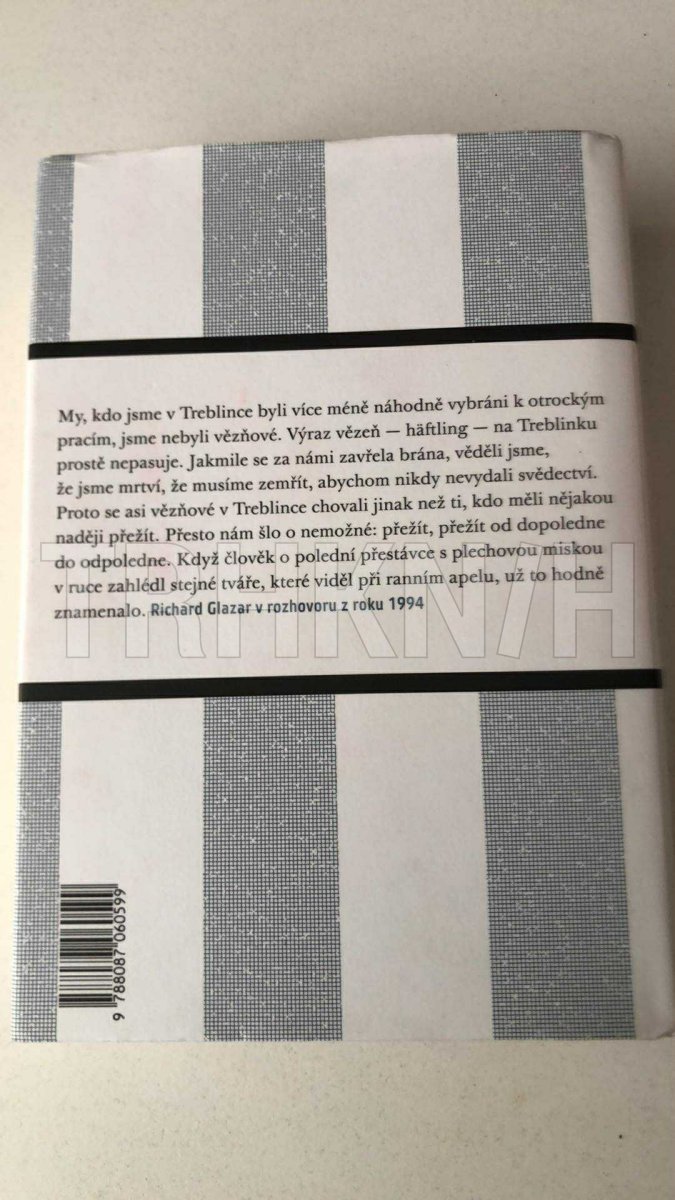 My, kdo jsme v Treblince byli více méně náhodně vybráni k otrockým
pracím, jsme nebyli vězňové. Výraz vězeň — häftling — na Treblinku
prostě nepasuje. Jakmile se za námi zavřela brána, věděli jsme,
že jsme mrtví, že musíme zemřít, abychom nikdy nevydali svědectví.
Proto se asi vězňové v Treblince chovali jinak než ti, kdo měli nějakou
naději přežít. Přesto nám šlo o nemožné: přežít, přežít od dopoledne
do odpoledne. Když člověk o polední přestávce s plechovou miskou
v ruce zahlédl stejné tváře, které viděl při ranním apelu, už to hodně
znamenalo. Richard Glazar v rozhovoru z roku 1994
TRHKNIH
9 788087 060599